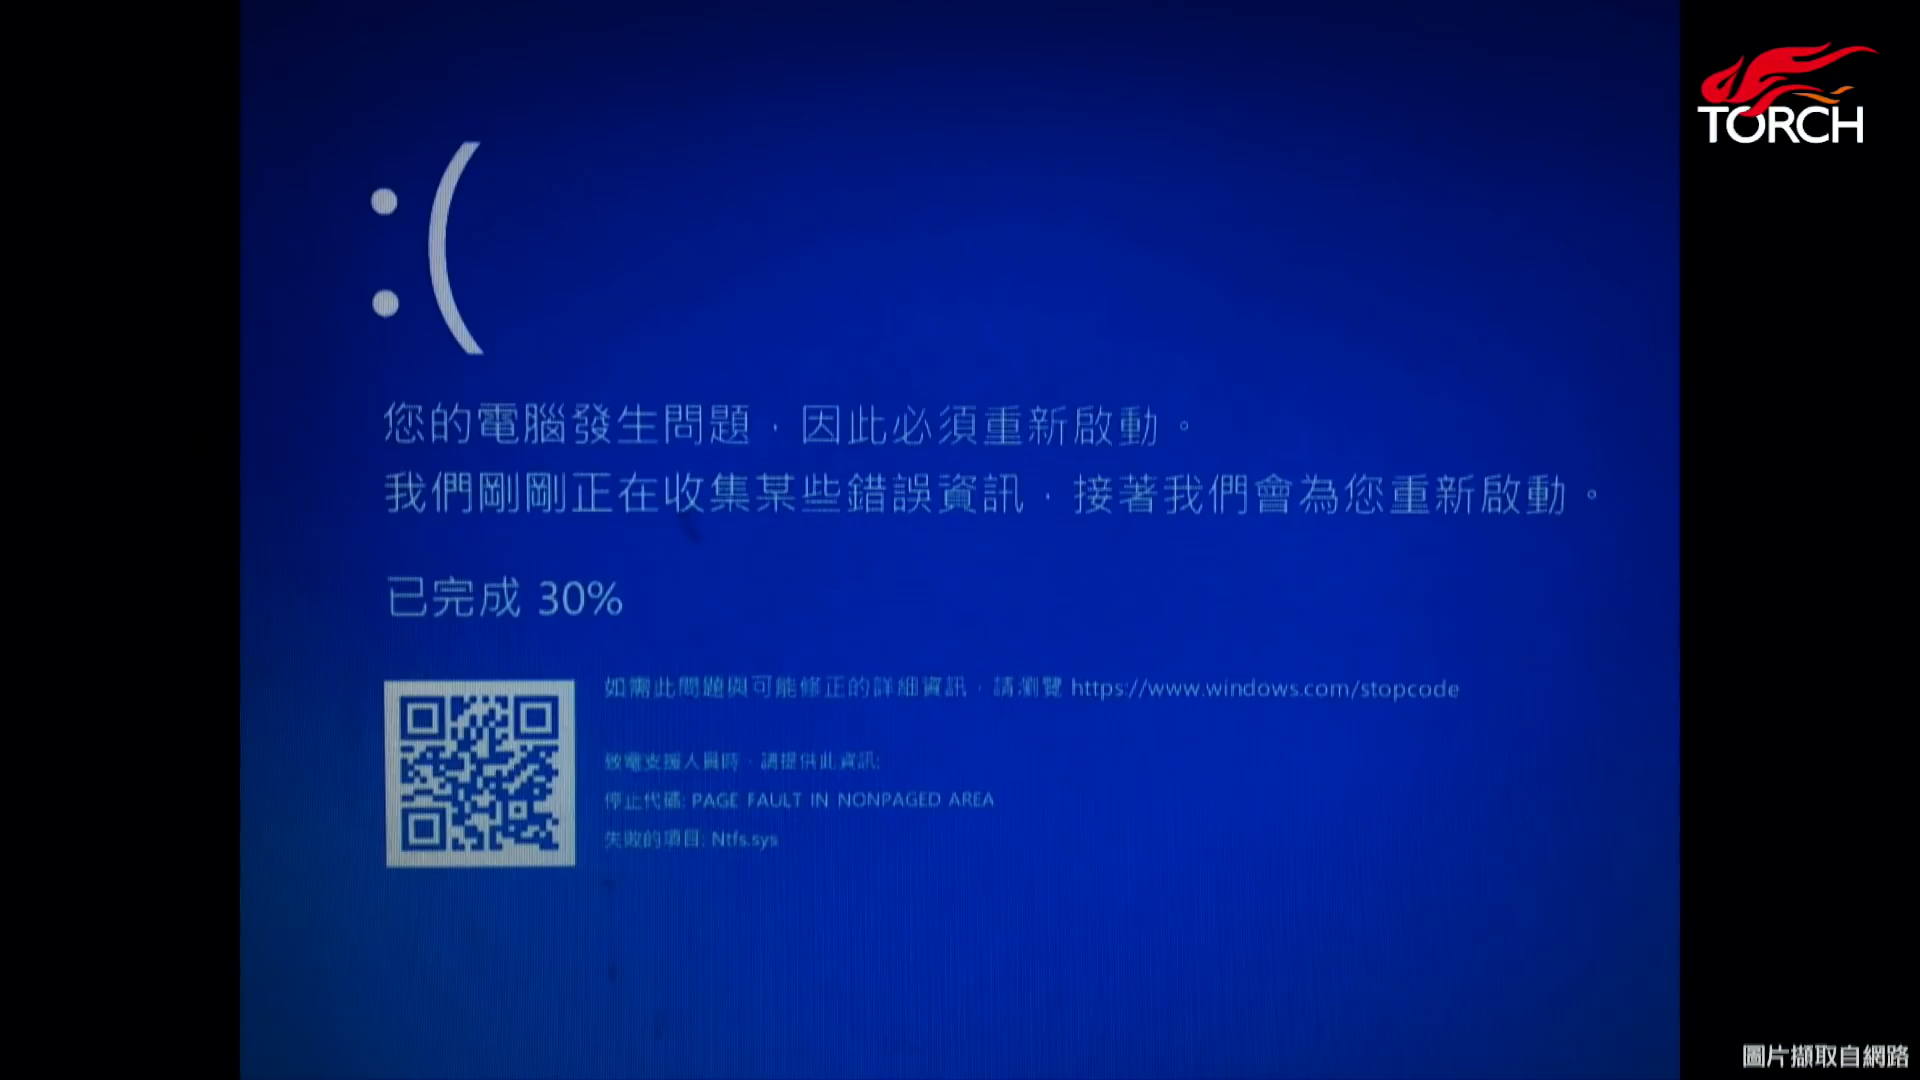 TORCH
:(
您的電腦發生問題，因此必須重新啟動。
我們剛剛正在收集某些錯誤資訊，接著我們會為您重新啟動。
已完成 30%
如需此問題與可能修正的詳細資訊，請瀏覽 https://www.windows.com/stopcode
致電支援人員時，請提供此資訊:
停止代碼: PAGE FAULT IN NONPAGED AREA
失敗的項目: Ntfs.sys
圖片擷取自網路